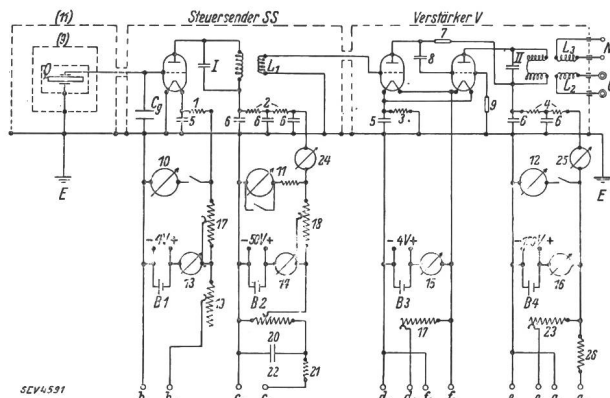 (11) Steuersender SS Verstärker V
(9)
Q I L₁ 7 8 II L₃ N
L₂
Cg 1 5 2 6 6 6 5 3 9 6 4 6
E 10 24 11 12 25 E
17 18
- 4V + - 50V + - 4V + + 
13 14 15 16
B1 B2 B3 B4
19 20 22 21 17 23 26
h h c c d d f f e e a a
SEV4591